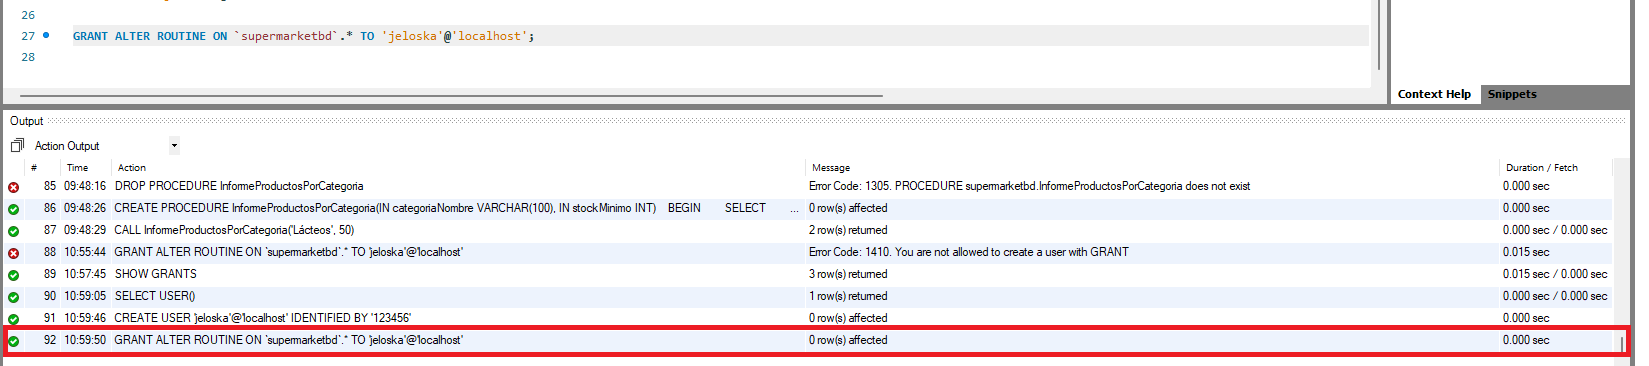 26
27 GRANT ALTER ROUTINE ON `supermarketbd`.* TO 'jeloska'@'localhost';
28
Context Help Snippets
Output
Action Output
# Time Action Message Duration / Fetch
85 09:48:16 DROP PROCEDURE InformeProductosPorCategoria Error Code: 1305. PROCEDURE supermarketbd.InformeProductosPorCategoria does not exist 0.000 sec
86 09:48:26 CREATE PROCEDURE InformeProductosPorCategoria(IN categoriaNombre VARCHAR(100), IN stockMinimo INT) BEGIN SELECT ... 0 row(s) affected 0.000 sec
87 09:48:29 CALL InformeProductosPorCategoria('Lácteos', 50) 2 row(s) returned 0.000 sec / 0.000 sec
88 10:55:44 GRANT ALTER ROUTINE ON `supermarketbd`.* TO 'jeloska'@'localhost' Error Code: 1410. You are not allowed to create a user with GRANT 0.015 sec
89 10:57:45 SHOW GRANTS 3 row(s) returned 0.015 sec / 0.000 sec
90 10:59:05 SELECT USER() 1 row(s) returned 0.000 sec / 0.000 sec
91 10:59:46 CREATE USER 'jeloska'@'localhost' IDENTIFIED BY '123456' 0 row(s) affected 0.000 sec
92 10:59:50 GRANT ALTER ROUTINE ON `supermarketbd`.* TO 'jeloska'@'localhost' 0 row(s) affected 0.000 sec